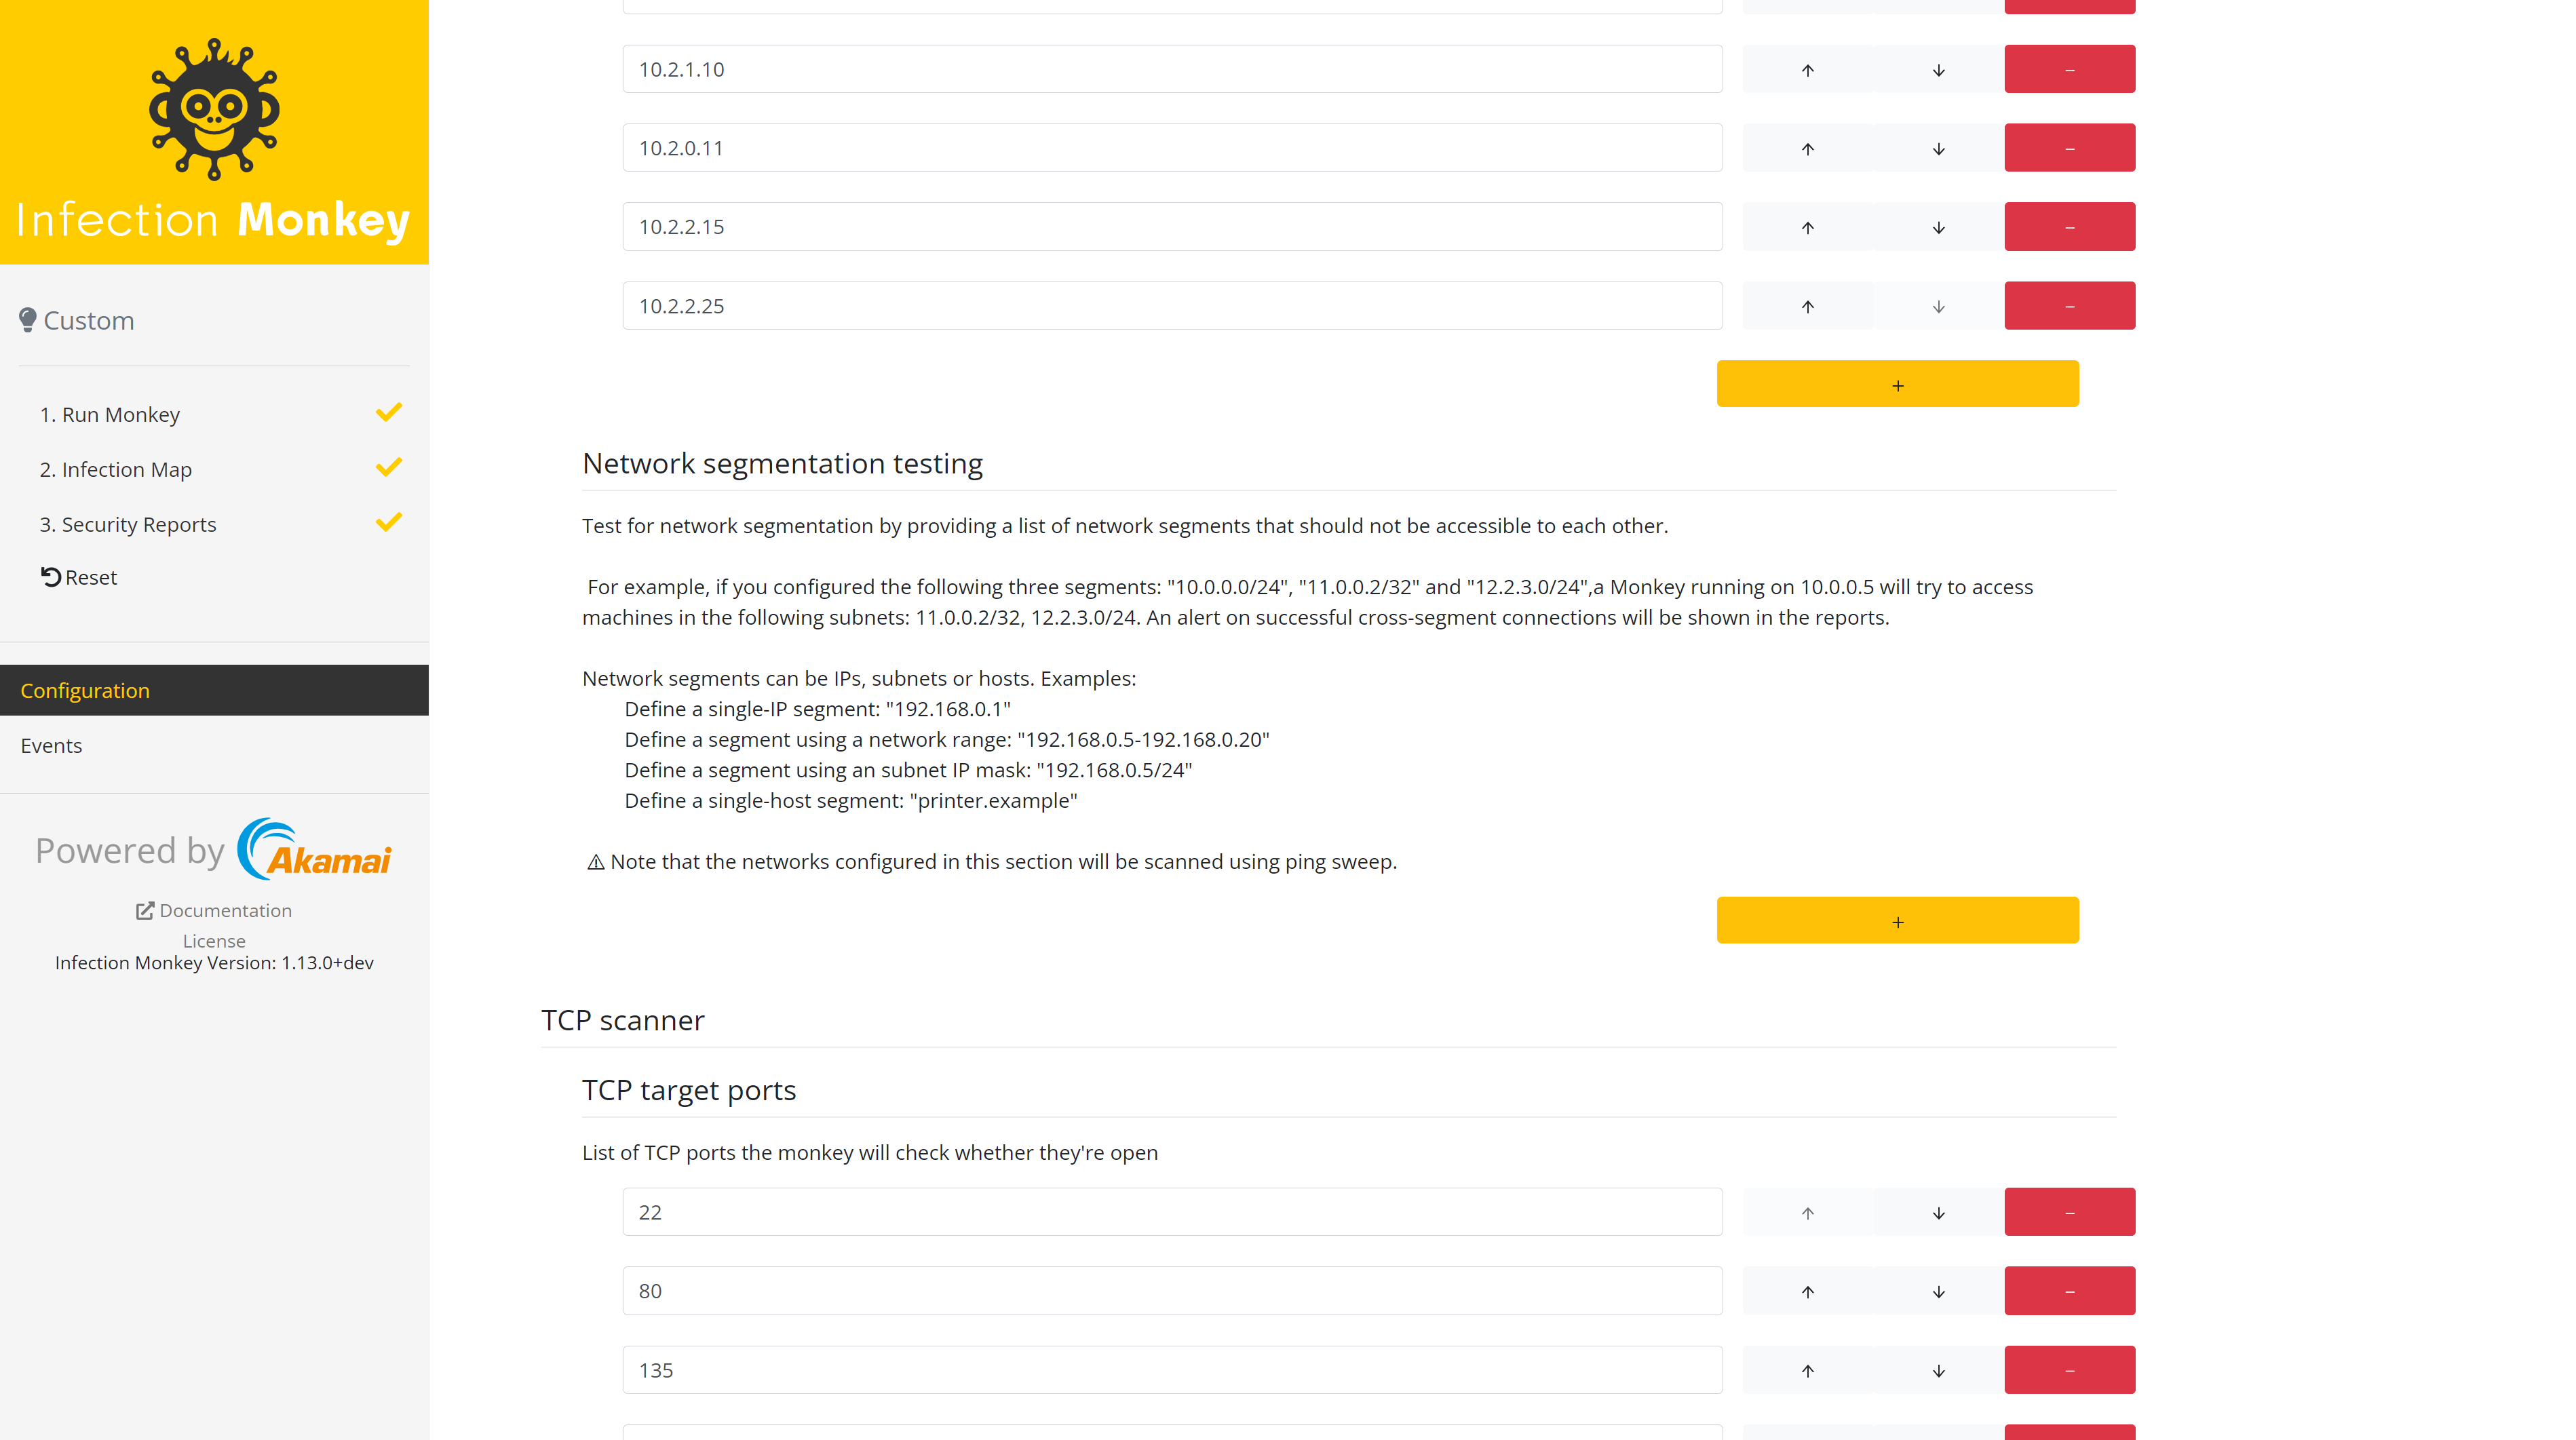 Infection Monkey
Custom
1. Run Monkey
2. Infection Map
3. Security Reports
Reset
Configuration
Events
Powered by Akamai
Documentation
License
Infection Monkey Version: 1.13.0+dev
10.2.1.10
10.2.0.11
10.2.2.15
10.2.2.25
+
Network segmentation testing
Test for network segmentation by providing a list of network segments that should not be accessible to each other.
For example, if you configured the following three segments: "10.0.0.0/24", "11.0.0.2/32" and "12.2.3.0/24",a Monkey running on 10.0.0.5 will try to access
machines in the following subnets: 11.0.0.2/32, 12.2.3.0/24. An alert on successful cross-segment connections will be shown in the reports.
Network segments can be IPs, subnets or hosts. Examples:
Define a single-IP segment: "192.168.0.1"
Define a segment using a network range: "192.168.0.5-192.168.0.20"
Define a segment using an subnet IP mask: "192.168.0.5/24"
Define a single-host segment: "printer.example"
⚠ Note that the networks configured in this section will be scanned using ping sweep.
+
TCP scanner
TCP target ports
List of TCP ports the monkey will check whether they're open
22
80
135